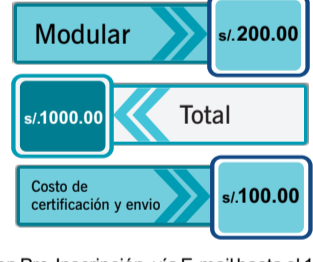 Modular
s/.200.00
s/.1000.00
Total
Costo de
certificación y envio
s/.100.00